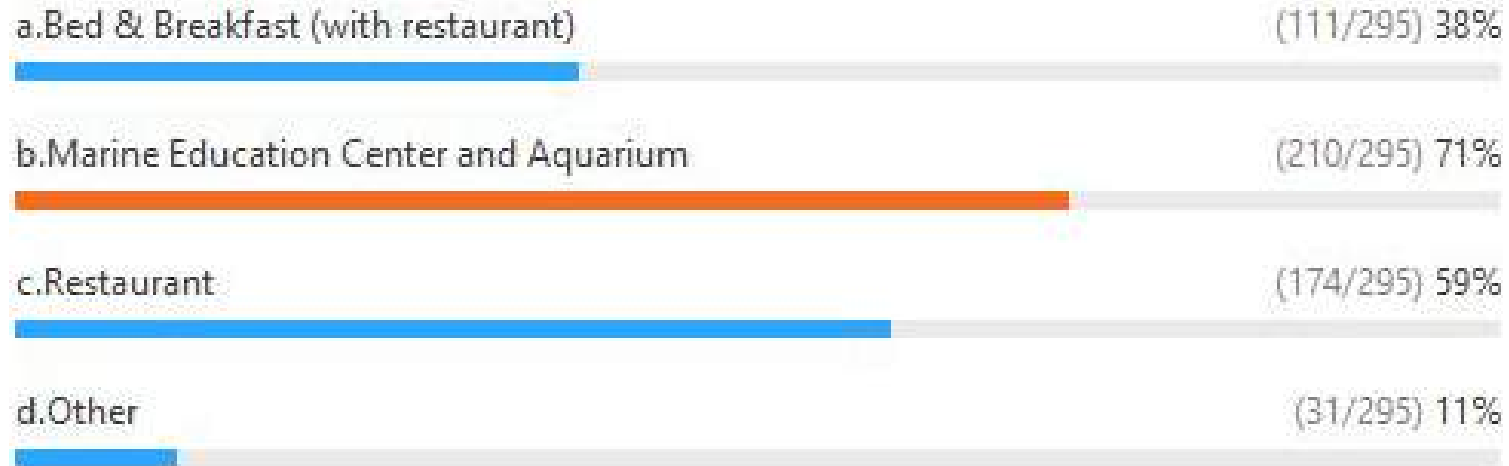 a.Bed & Breakfast (with restaurant) (111/295) 38%
b.Marine Education Center and Aquarium (210/295) 71%
c.Restaurant (174/295) 59%
d.Other (31/295) 11%